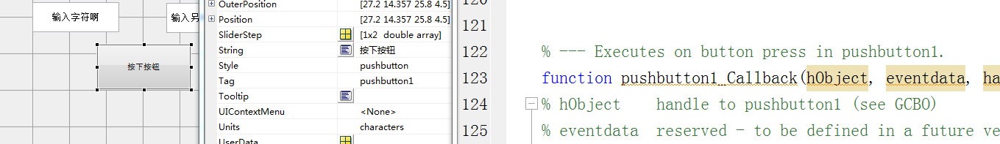 输入字符啊
输入另
按下按钮
OuterPosition [27.2 14.357 25.8 4.5]
Position [27.2 14.357 25.8 4.5]
SliderStep [1x2 double array]
String 按下按钮
Style pushbutton
Tag pushbutton1
Tooltip
UIContextMenu <None>
Units characters
UserData
121
122 % --- Executes on button press in pushbutton1.
123 function pushbutton1_Callback(hObject, eventdata, ha
124 % hObject    handle to pushbutton1 (see GCBO)
125 % eventdata  reserved - to be defined in a future ve